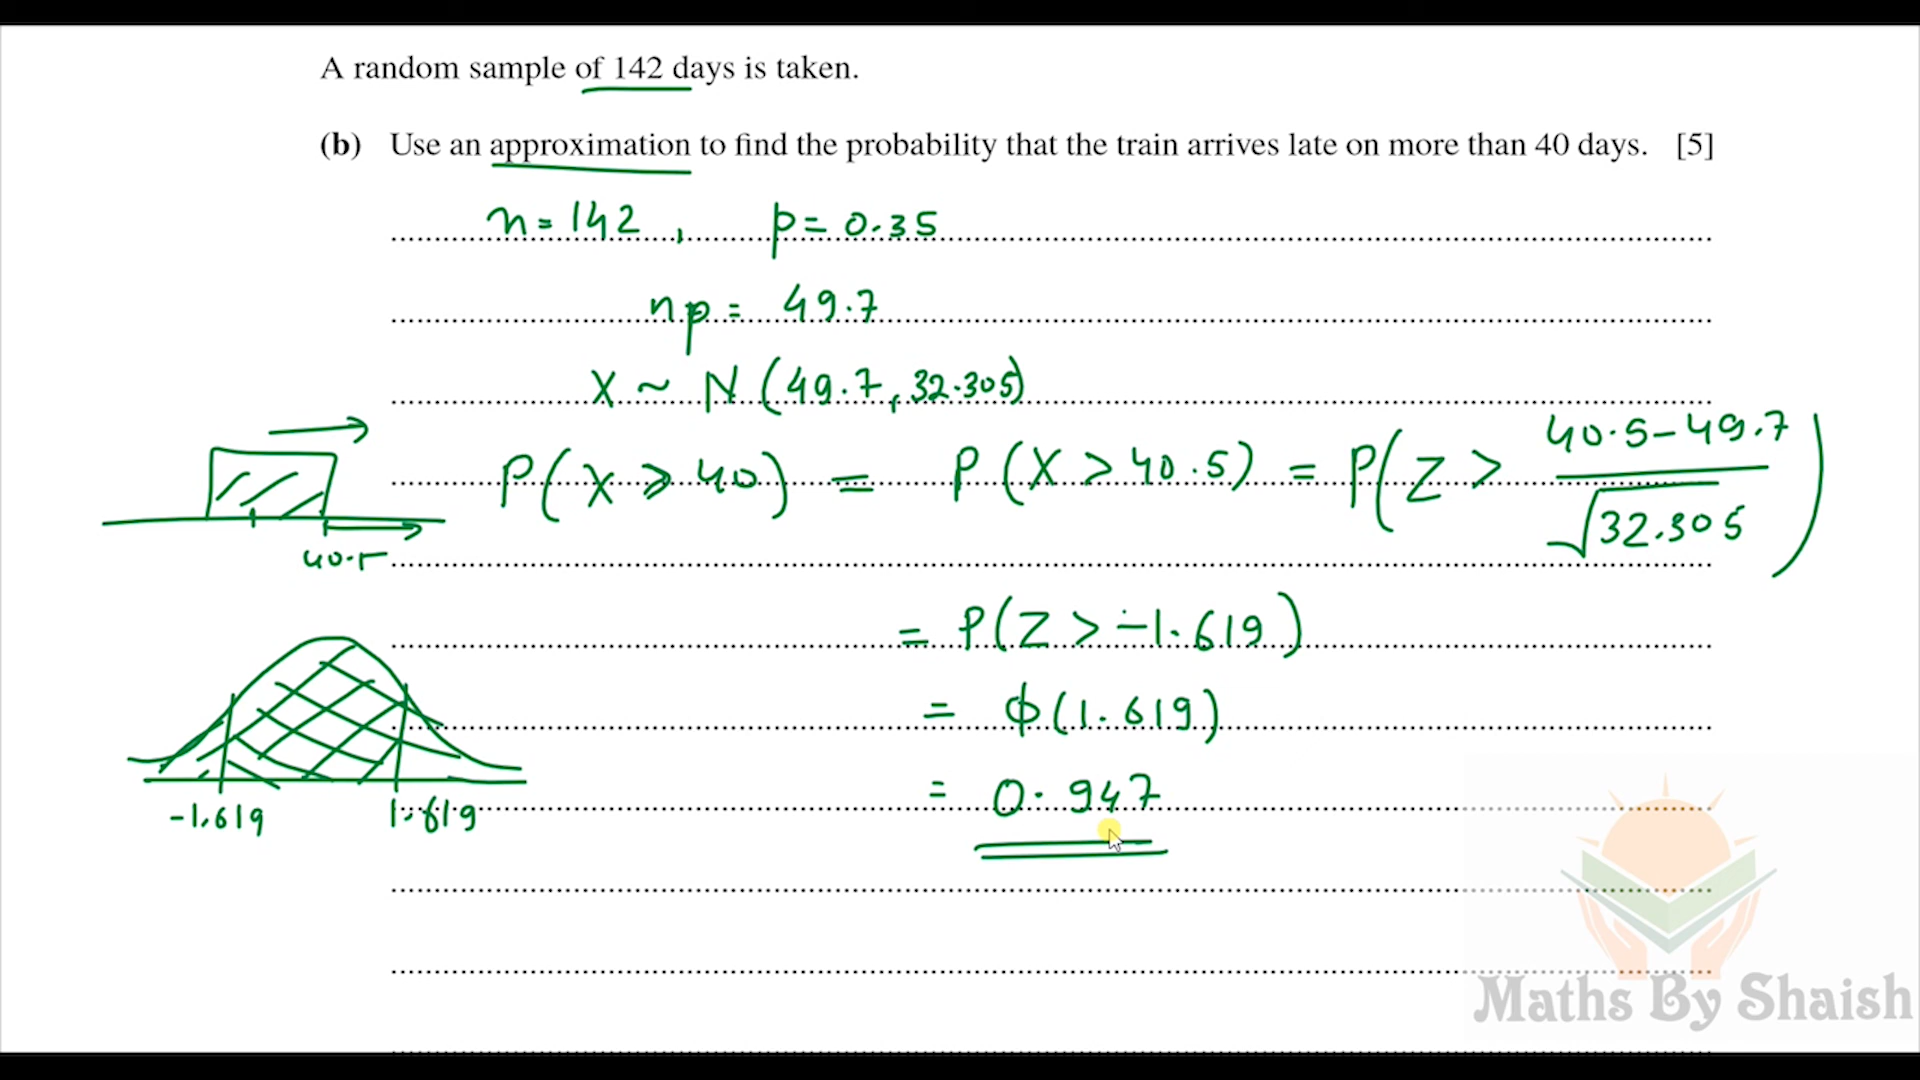 A random sample of 142 days is taken.
(b) Use an approximation to find the probability that the train arrives late on more than 40 days. [5]
n = 142 , p = 0.35
np = 49.7
X ~ N (49.7, 32.305)
P(X ⩾ 40) = P(X > 40.5) = P(Z > (40.5 - 49.7)/√32.305)
40.5
= P(Z > -1.619)
= ϕ(1.619)
= 0.947
-1.619 1.619
Maths By Shaish